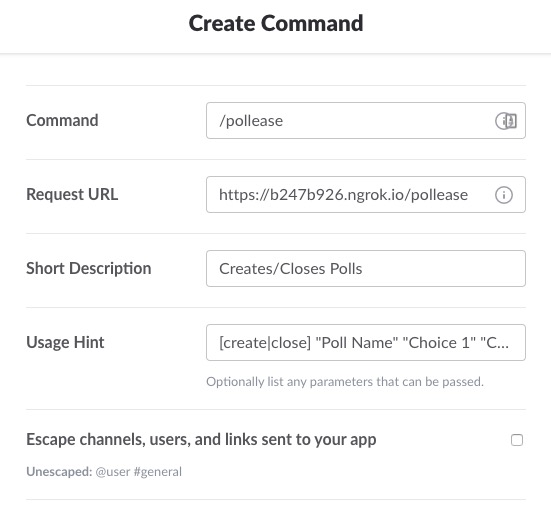 Create Command
Command /pollease
Request URL https://b247b926.ngrok.io/pollease
Short Description Creates/Closes Polls
Usage Hint [create|close] "Poll Name" "Choice 1" "C...
Optionally list any parameters that can be passed.
Escape channels, users, and links sent to your app
Unescaped: @user #general